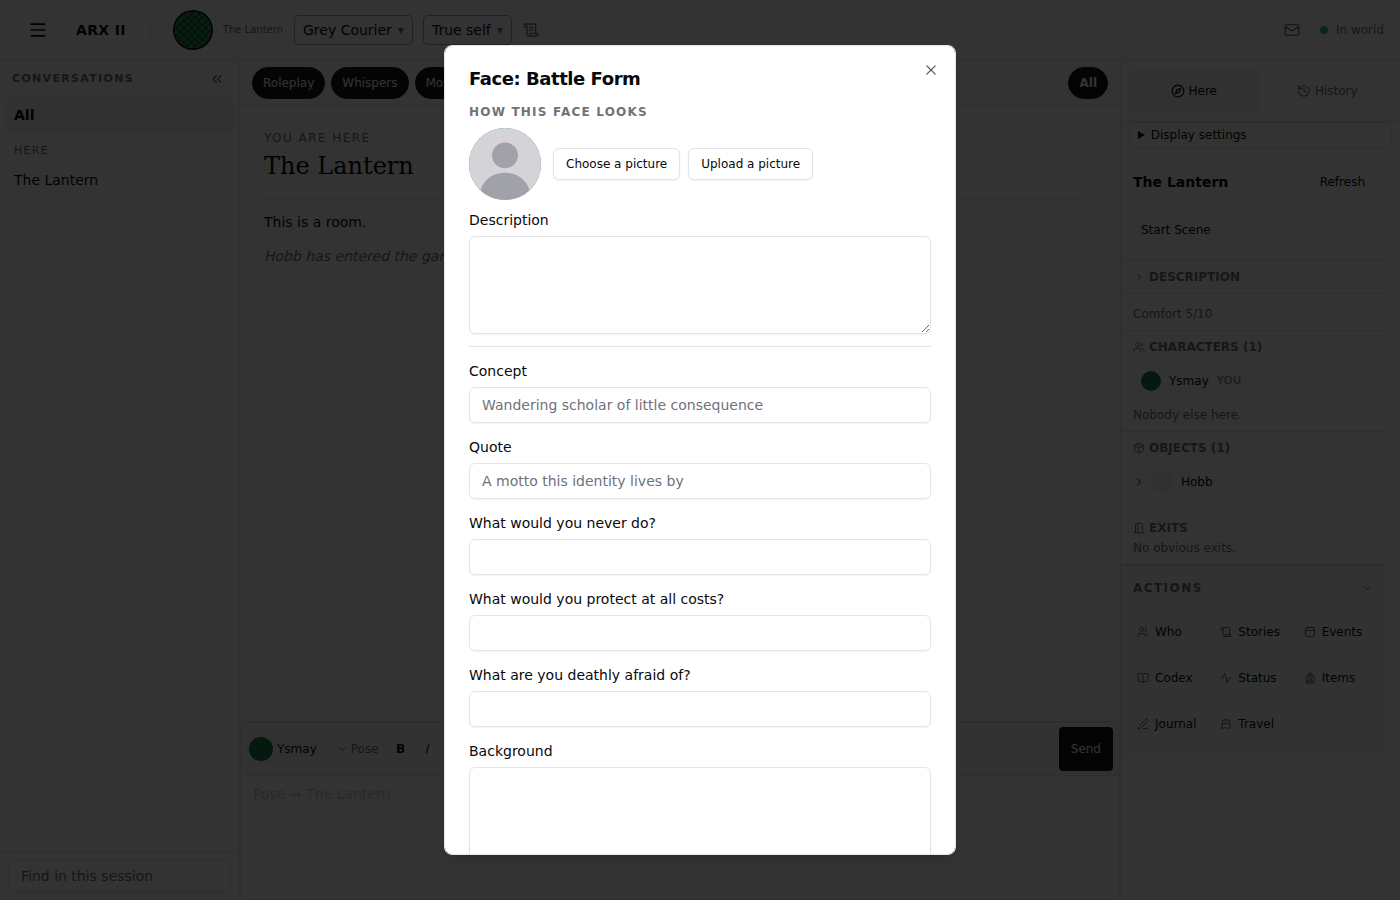 ARX II
The Lantern
Grey Courier
True self
In world
CONVERSATIONS
All
HERE
The Lantern
Find in this session
Roleplay
Whispers
All
YOU ARE HERE
The Lantern
This is a room.
Hobb has entered the
Ysmay
Pose
B
I
Send
Pose → The Lantern
Face: Battle Form
HOW THIS FACE LOOKS
Choose a picture
Upload a picture
Description
Concept
Wandering scholar of little consequence
Quote
A motto this identity lives by
What would you never do?
What would you protect at all costs?
What are you deathly afraid of?
Background
Here
History
Display settings
The Lantern
Refresh
Start Scene
DESCRIPTION
Comfort 5/10
CHARACTERS (1)
Ysmay YOU
Nobody else here.
OBJECTS (1)
Hobb
EXITS
No obvious exits.
ACTIONS
Who
Stories
Events
Codex
Status
Items
Journal
Travel